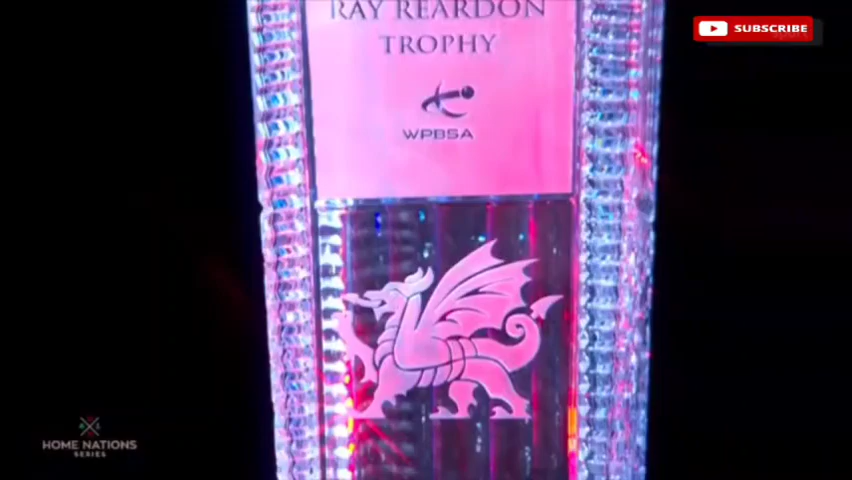 RAY REARDON
TROPHY
WPBSA
SUBSCRIBE
HOME NATIONS
SERIES